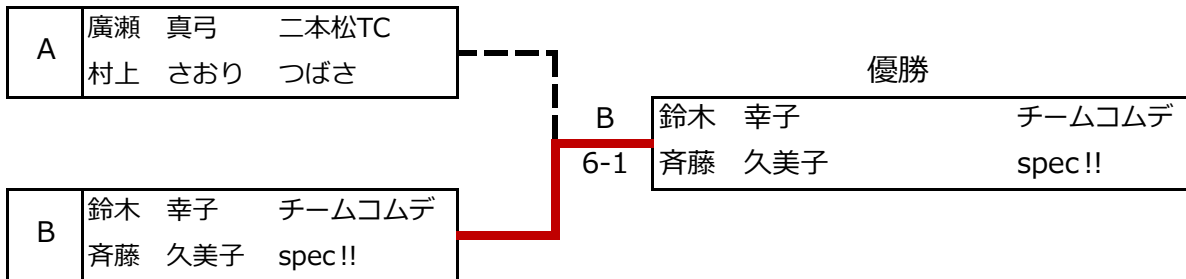 A
廣瀬 真弓 二本松TC
村上 さおり つばさ
優勝
B
6-1
鈴木 幸子 チームコムデ
斉藤 久美子 spec!!
B
鈴木 幸子 チームコムデ
斉藤 久美子 spec!!